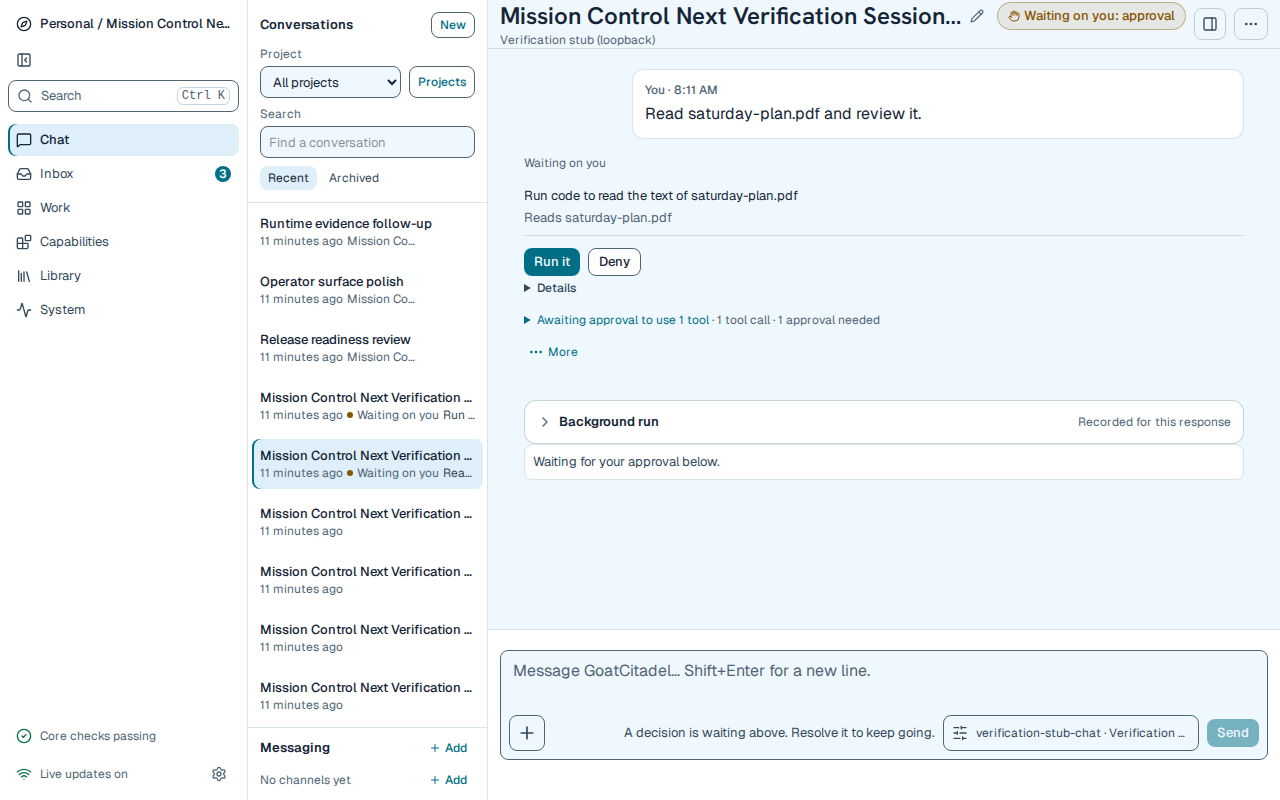 Personal / Mission Control Ne...
Search Ctrl K
Chat
Inbox 3
Work
Capabilities
Library
System
Core checks passing
Live updates on
Conversations New
Project
All projects Projects
Search
Find a conversation
Recent Archived
Runtime evidence follow-up
11 minutes ago Mission Co...
Operator surface polish
11 minutes ago Mission Co...
Release readiness review
11 minutes ago Mission Co...
Mission Control Next Verification ...
11 minutes ago Waiting on you Run ...
Mission Control Next Verification ...
11 minutes ago Waiting on you Rea...
Mission Control Next Verification ...
11 minutes ago
Mission Control Next Verification ...
11 minutes ago
Mission Control Next Verification ...
11 minutes ago
Mission Control Next Verification ...
11 minutes ago
Messaging + Add
No channels yet + Add
Mission Control Next Verification Session... Waiting on you: approval
Verification stub (loopback)
You · 8:11 AM
Read saturday-plan.pdf and review it.
Waiting on you
Run code to read the text of saturday-plan.pdf
Reads saturday-plan.pdf
Run it Deny
Details
Awaiting approval to use 1 tool · 1 tool call · 1 approval needed
More
Background run Recorded for this response
Waiting for your approval below.
Message GoatCitadel... Shift+Enter for a new line.
A decision is waiting above. Resolve it to keep going. verification-stub-chat · Verification ... Send